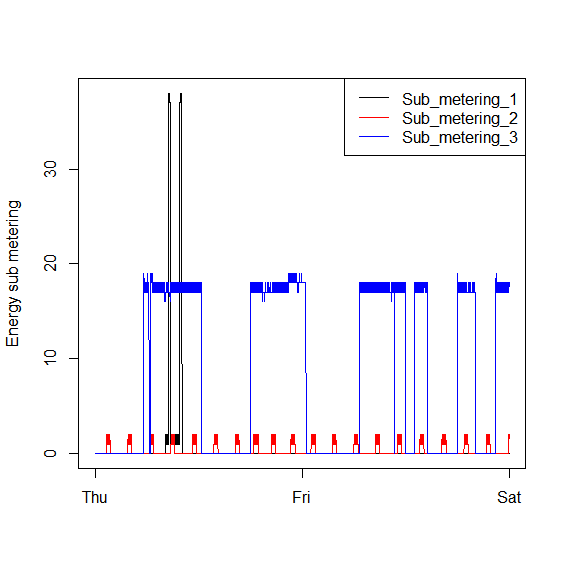 Sub_metering_1
Sub_metering_2
Sub_metering_3
Energy sub metering
30
20
10
0
Thu Fri Sat